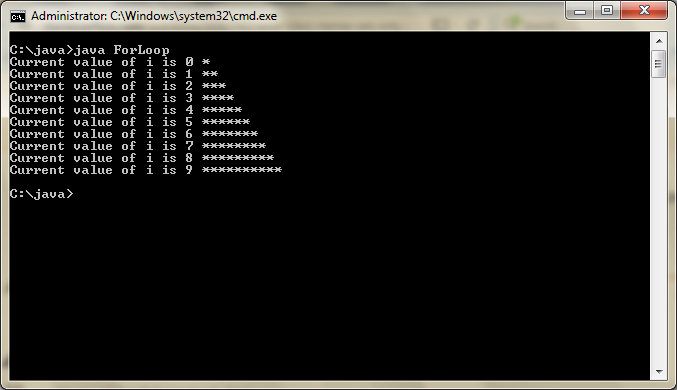 Administrator: C:\Windows\system32\cmd.exe
C:\java>java ForLoop
Current value of i is 0 *
Current value of i is 1 **
Current value of i is 2 ***
Current value of i is 3 ****
Current value of i is 4 *****
Current value of i is 5 ******
Current value of i is 6 *******
Current value of i is 7 ********
Current value of i is 8 *********
Current value of i is 9 **********
C:\java>